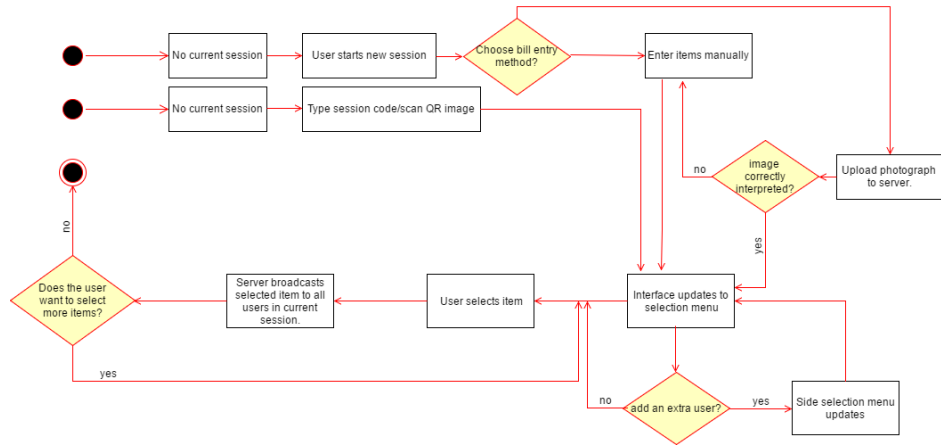 No current session
User starts new session
Choose bill entry
method?
Enter items manually
No current session
Type session code/scan QR image
no
image
correctly
interpreted?
Upload photograph
to server.
yes
no
Does the user
want to select
more items?
Server broadcasts
selected item to all
users in current
session.
User selects item
Interface updates to
selection menu
yes
no
add an extra user?
yes
Side selection menu
updates